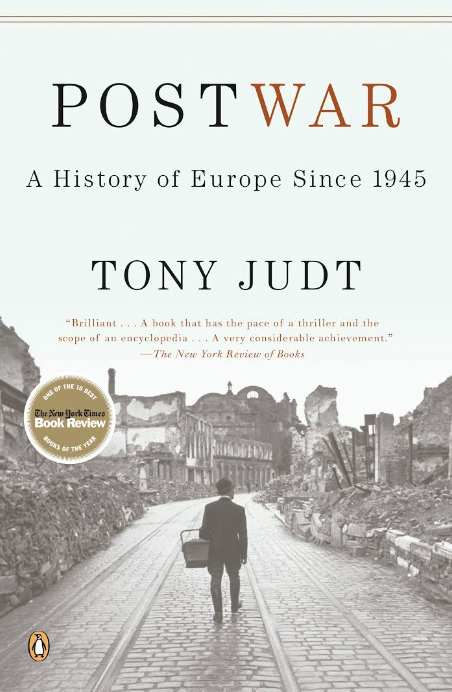 POSTWAR
A History of Europe Since 1945
TONY JUDT
“Brilliant . . . A book that has the pace of a thriller and the
scope of an encyclopedia . . . A very considerable achievement.”
—The New York Review of Books
ONE OF THE 10 BEST
The New York Times
Book Review
BOOKS OF THE YEAR